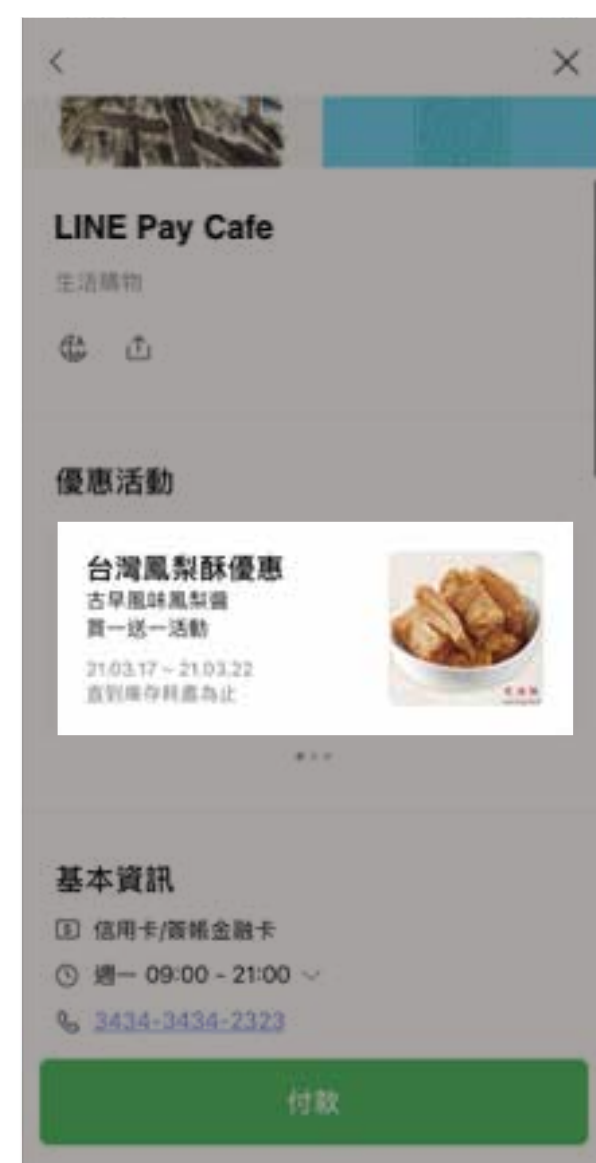 LINE Pay Cafe
生活購物
優惠活動
台灣鳳梨酥優惠
古早風味鳳梨醬
買一送一活動
21.03.17 ~ 21.03.22
直到庫存耗盡為止
基本資訊
信用卡/簽帳金融卡
週一 09:00 - 21:00
3434-3434-2323
付款